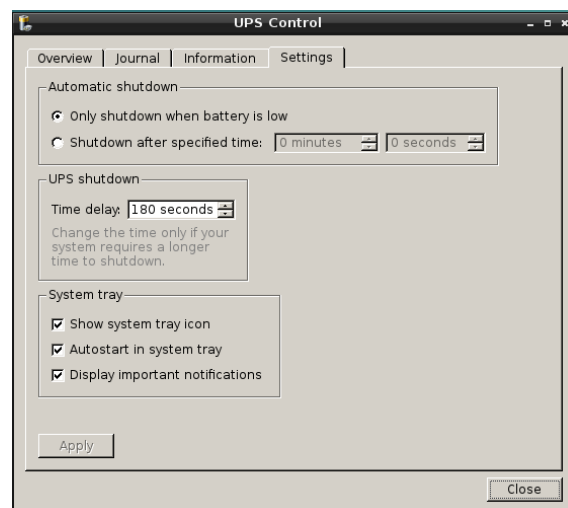 UPS Control
Overview Journal Information Settings
Automatic shutdown
Only shutdown when battery is low
Shutdown after specified time: 0 minutes 0 seconds
UPS shutdown
Time delay: 180 seconds
Change the time only if your
system requires a longer
time to shutdown.
System tray
Show system tray icon
Autostart in system tray
Display important notifications
Apply
Close